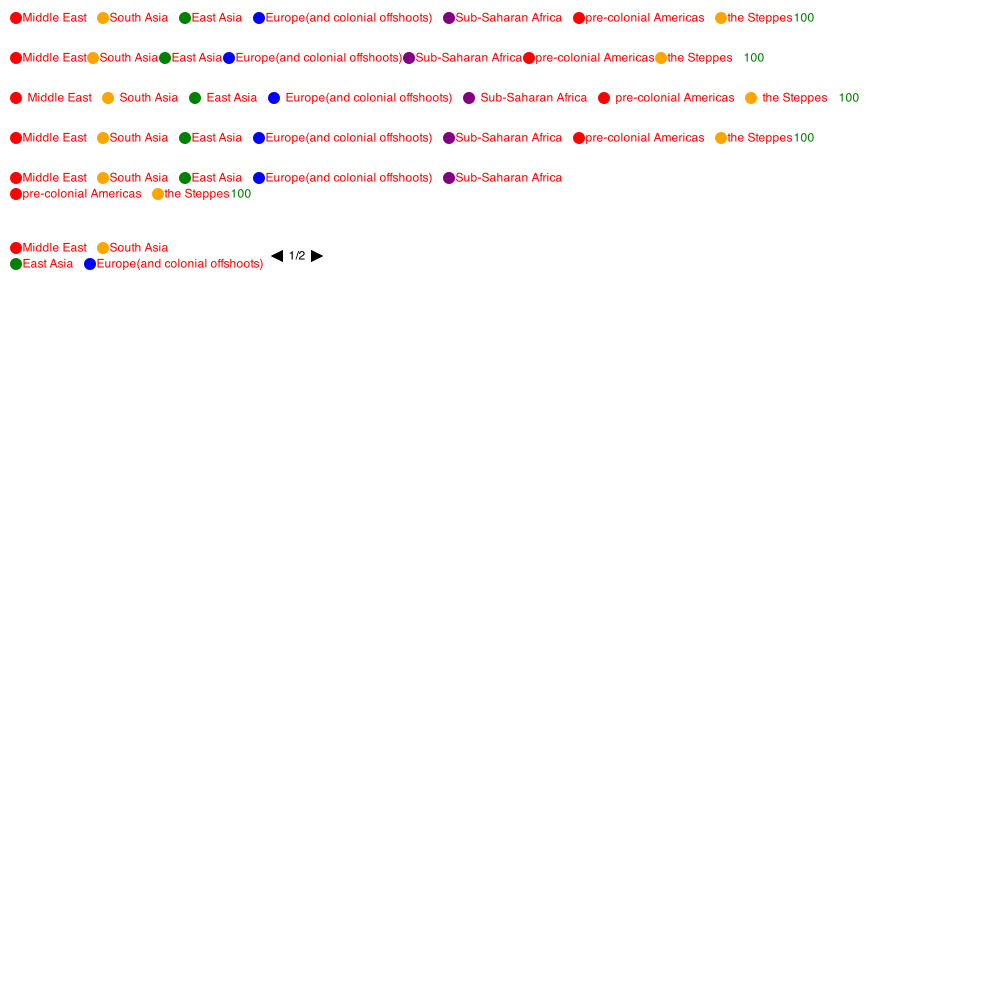 Middle East South Asia East Asia Europe(and colonial offshoots) Sub-Saharan Africa pre-colonial Americas the Steppes 100
Middle East South Asia East Asia Europe(and colonial offshoots) Sub-Saharan Africa pre-colonial Americas the Steppes 100
Middle East South Asia East Asia Europe(and colonial offshoots) Sub-Saharan Africa pre-colonial Americas the Steppes 100
Middle East South Asia East Asia Europe(and colonial offshoots) Sub-Saharan Africa pre-colonial Americas the Steppes 100
Middle East South Asia East Asia Europe(and colonial offshoots) Sub-Saharan Africa
pre-colonial Americas the Steppes 100
Middle East South Asia
East Asia Europe(and colonial offshoots)
1/2